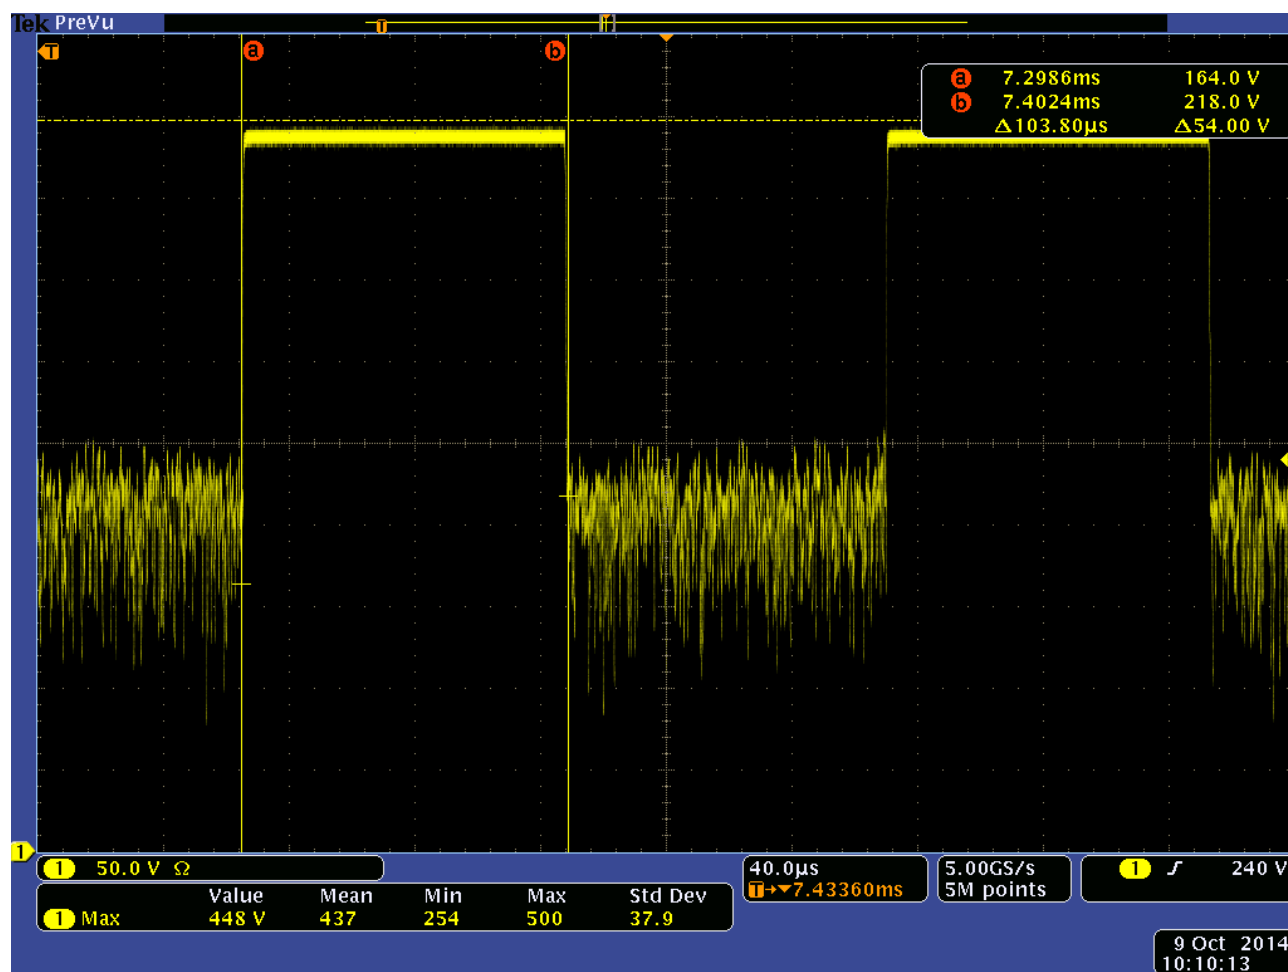 Tek PreVu
T
T
a b
a 7.2986ms 164.0 V
b 7.4024ms 218.0 V
Δ103.80µs Δ54.00 V
1
1 50.0 V Ω
Value Mean Min Max Std Dev
1 Max 448 V 437 254 500 37.9
40.0µs
T→▼7.43360ms
5.00GS/s
5M points
1 ʃ 240 V
9 Oct 2014
10:10:13